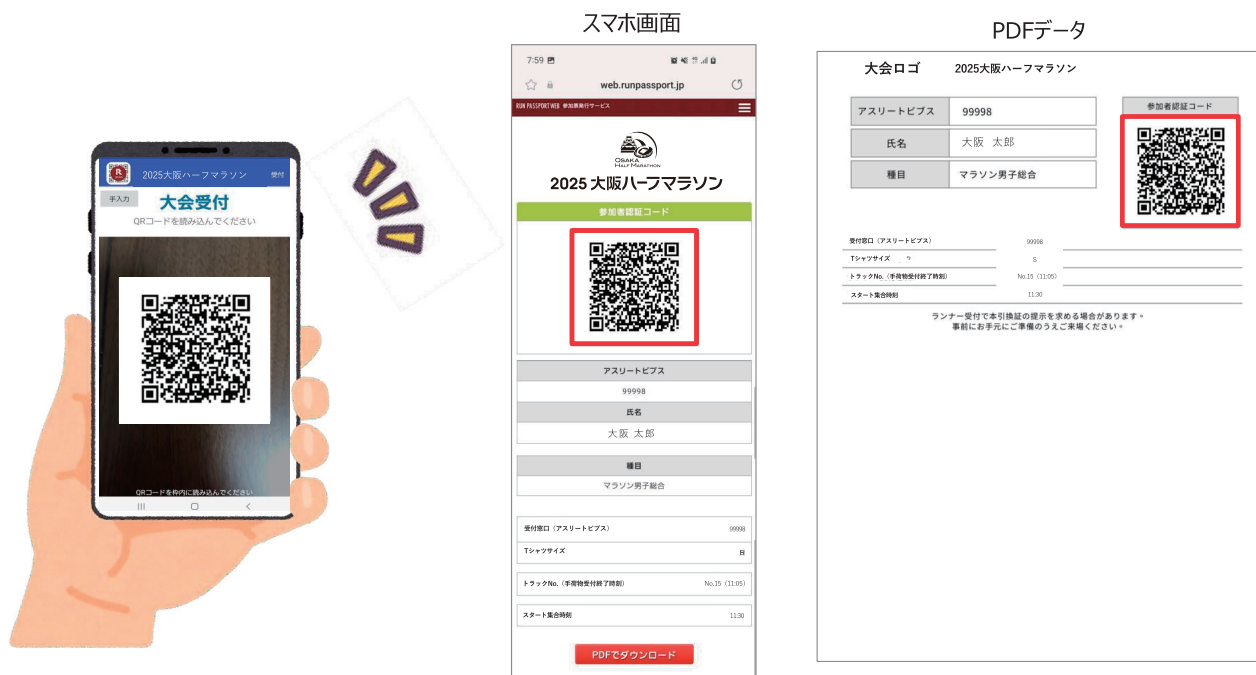 スマホ画面
PDFデータ
2025大阪ハーフマラソン 受付
手入力
大会受付
QRコードを読み込んでください
QRコードを枠内に読み込んでください
7:59
web.runpassport.jp
RUN PASSPORT WEB 参加票発行サービス
OSAKA
HALF MARATHON
2025 大阪ハーフマラソン
参加者認証コード
アスリートビブス
99998
氏名
大阪 太郎
種目
マラソン男子総合
受付窓口（アスリートビブス） 99998
Tシャツサイズ
トラックNo.（手荷物受付終了時刻） No.15（11:05）
スタート集合時刻 11:30
PDFでダウンロード
大会ロゴ 2025大阪ハーフマラソン
アスリートビブス 99998
氏名 大阪 太郎
種目 マラソン男子総合
参加者認証コード
受付窓口（アスリートビブス） 99998
Tシャツサイズ S
トラックNo.（手荷物受付終了時刻） No.15（11:05）
スタート集合時刻 11:30
ランナー受付で本引換証の提示を求める場合があります。
事前にお手元にご準備のうえご来場ください。